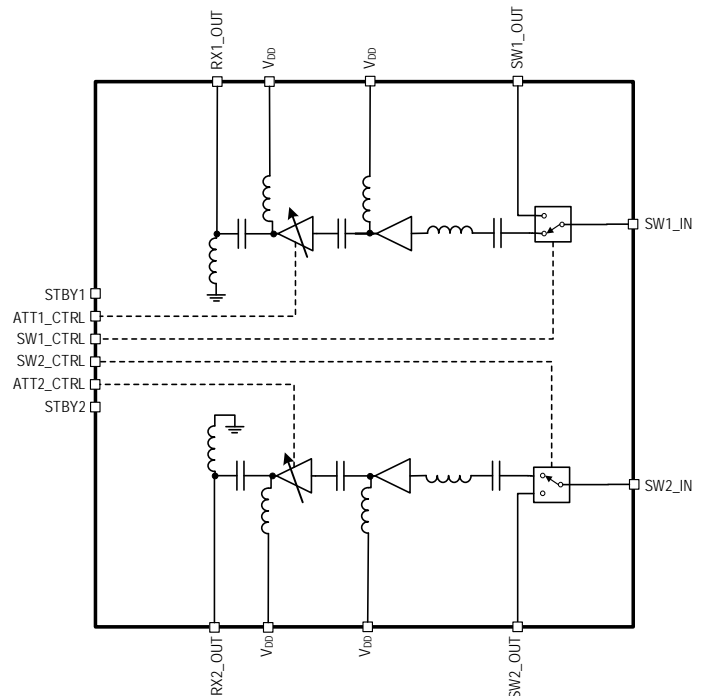 RX1_OUT
VDD
VDD
SW1_OUT
SW1_IN
STBY1
ATT1_CTRL
SW1_CTRL
SW2_CTRL
ATT2_CTRL
STBY2
SW2_IN
RX2_OUT
VDD
VDD
SW2_OUT